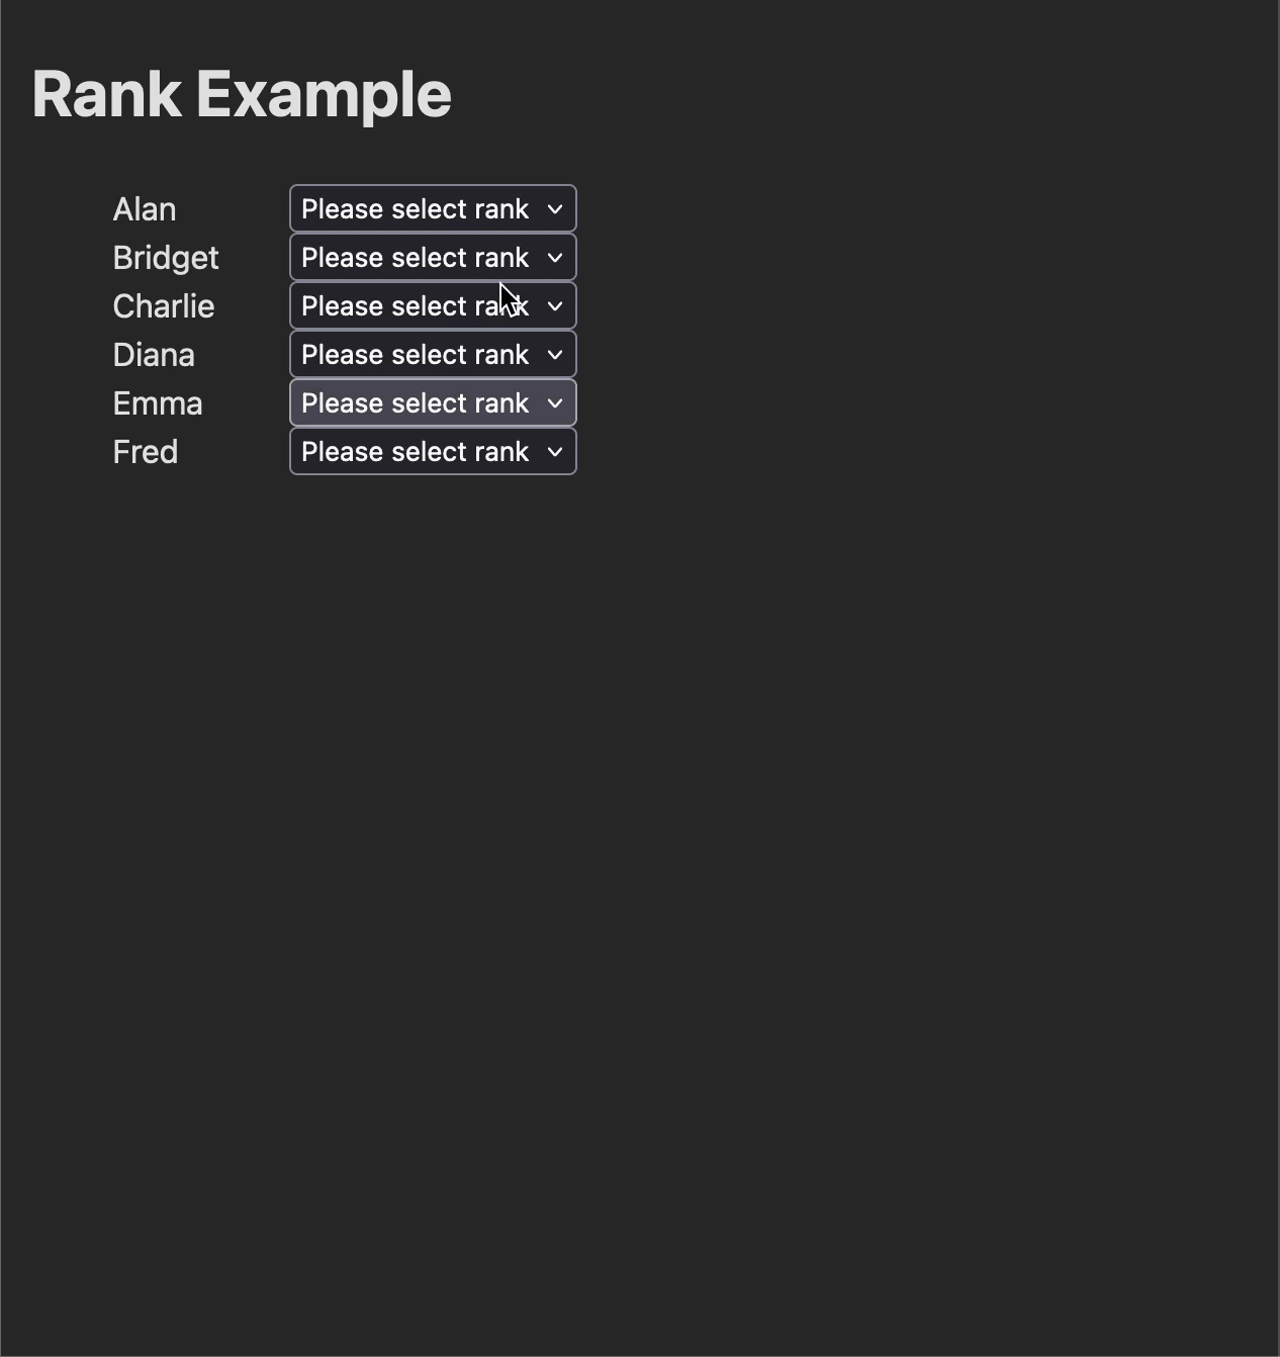 Rank Example
Alan Please select rank
Bridget Please select rank
Charlie Please select rank
Diana Please select rank
Emma Please select rank
Fred Please select rank